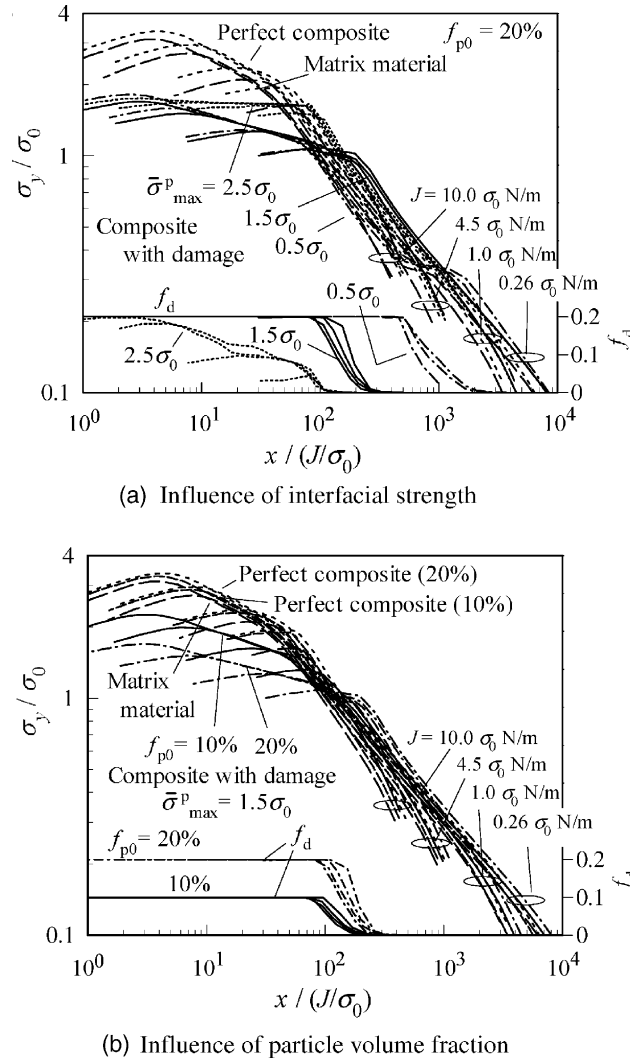 4
Perfect composite
f_p0 = 20%
Matrix material
σ_y / σ_0
1
σ̄^p_max = 2.5σ_0
J = 10.0 σ_0 N/m
1.5σ_0
4.5 σ_0 N/m
Composite
with damage
0.5σ_0
1.0 σ_0 N/m
0.26 σ_0 N/m
f_d
0.5σ_0
0.2
2.5σ_0
1.5σ_0
0.1
f_d
0.1
0
10^0
10^1
10^2
10^3
10^4
x / (J/σ_0)
(a) Influence of interfacial strength
4
Perfect composite (20%)
Perfect composite (10%)
σ_y / σ_0
1
Matrix
material
J = 10.0 σ_0 N/m
f_p0 = 10%
20%
4.5 σ_0 N/m
Composite with damage
1.0 σ_0 N/m
σ̄^p_max = 1.5σ_0
0.26 σ_0 N/m
f_p0 = 20%
f_d
0.2
10%
0.1
f_d
0.1
0
10^0
10^1
10^2
10^3
10^4
x / (J/σ_0)
(b) Influence of particle volume fraction